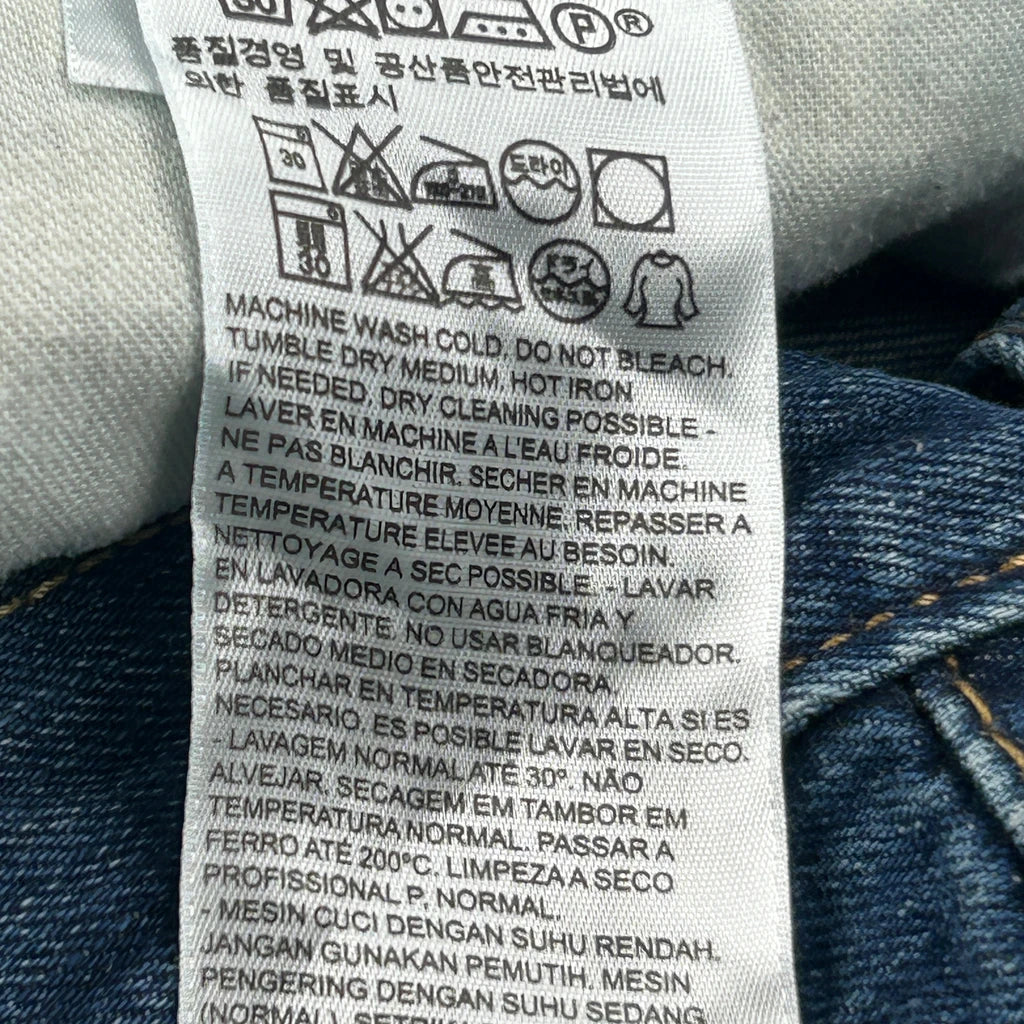 30 P ®
품질경영 및 공산품안전관리법에
의한 품질표시
30 드라이
30
MACHINE WASH COLD. DO NOT BLEACH.
TUMBLE DRY MEDIUM. HOT IRON
IF NEEDED. DRY CLEANING POSSIBLE -
LAVER EN MACHINE A L'EAU FROIDE.
NE PAS BLANCHIR. SECHER EN MACHINE
A TEMPERATURE MOYENNE. REPASSER A
TEMPERATURE ELEVEE AU BESOIN.
NETTOYAGE A SEC POSSIBLE. - LAVAR
EN LAVADORA CON AGUA FRIA Y
DETERGENTE. NO USAR BLANQUEADOR.
SECADO MEDIO EN SECADORA.
PLANCHAR EN TEMPERATURA ALTA SI ES
NECESARIO. ES POSIBLE LAVAR EN SECO.
- LAVAGEM NORMAL ATÉ 30º. NÃO
ALVEJAR. SECAGEM EM TAMBOR EM
TEMPERATURA NORMAL. PASSAR A
FERRO ATÉ 200ºC. LIMPEZA A SECO
PROFISSIONAL P, NORMAL.
- MESIN CUCI DENGAN SUHU RENDAH.
JANGAN GUNAKAN PEMUTIH. MESIN
PENGERING DENGAN SUHU SEDANG
(NORMAL).